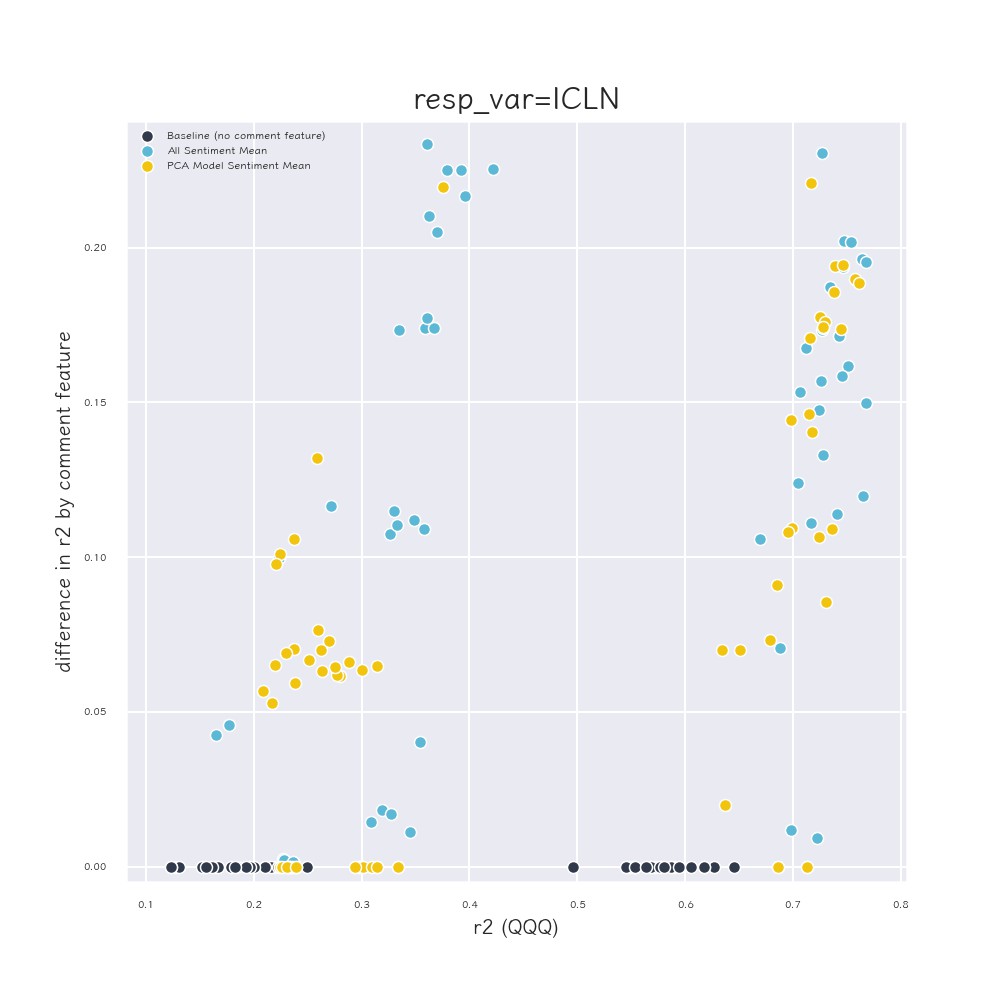 resp_var=ICLN
Baseline (no comment feature)
All Sentiment Mean
PCA Model Sentiment Mean
difference in r2 by comment feature
0.20
0.15
0.10
0.05
0.00
0.1 0.2 0.3 0.4 0.5 0.6 0.7 0.8
r2 (QQQ)